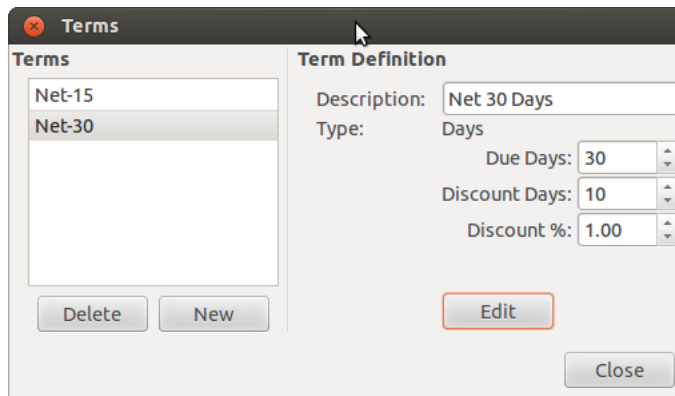 Terms
Terms
Net-15
Net-30
Delete New
Term Definition
Description: Net 30 Days
Type: Days
Due Days: 30
Discount Days: 10
Discount %: 1.00
Edit
Close